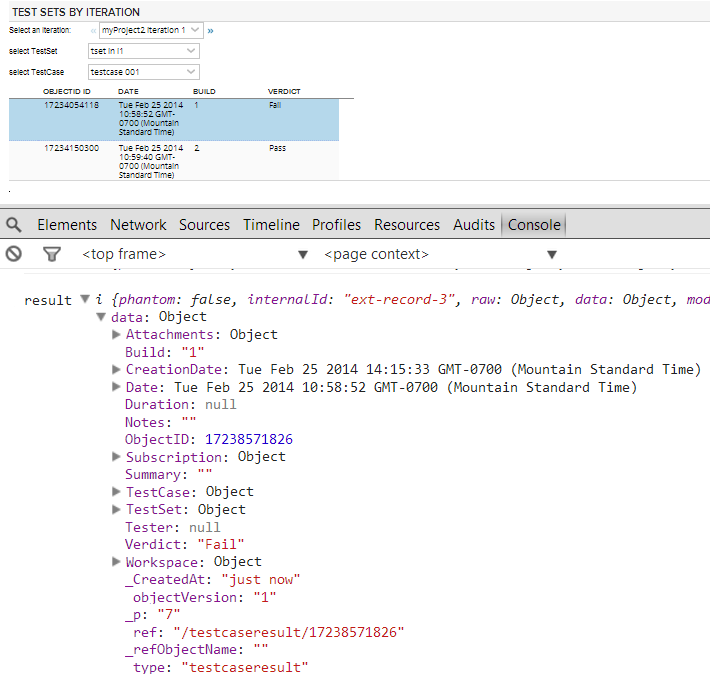 TEST SETS BY ITERATION
Select an Iteration: « myProject2 Iteration 1 »
select TestSet tset in I1
select TestCase testcase 001
OBJECTID ID DATE BUILD VERDICT
17234054118 Tue Feb 25 2014 1 Fail
10:58:52 GMT-
0700 (Mountain
Standard Time)
17234150300 Tue Feb 25 2014 2 Pass
10:59:40 GMT-
0700 (Mountain
Standard Time)
.
Elements Network Sources Timeline Profiles Resources Audits Console
<top frame> ▼ <page context> ▼
result ▼ i {phantom: false, internalId: "ext-record-3", raw: Object, data: Object, mod
▼ data: Object
▶ Attachments: Object
Build: "1"
▶ CreationDate: Tue Feb 25 2014 14:15:33 GMT-0700 (Mountain Standard Time)
▶ Date: Tue Feb 25 2014 10:58:52 GMT-0700 (Mountain Standard Time)
Duration: null
Notes: ""
ObjectID: 17238571826
▶ Subscription: Object
Summary: ""
▶ TestCase: Object
▶ TestSet: Object
Tester: null
Verdict: "Fail"
▶ Workspace: Object
_CreatedAt: "just now"
_objectVersion: "1"
_p: "7"
_ref: "/testcaseresult/17238571826"
_refObjectName: ""
_type: "testcaseresult"